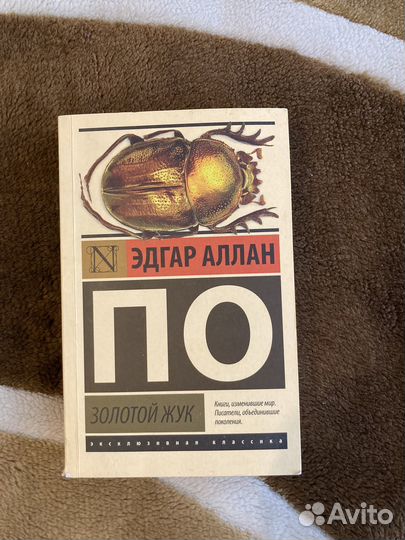 N
ЭДГАР АЛЛАН
ПО
ЗОЛОТОЙ ЖУК
Книги, изменившие мир.
Писатели, объединившие
поколения.
эксклюзивная классика
Avito